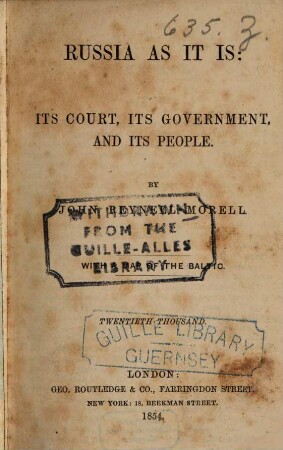 635. Z.
RUSSIA AS IT IS:
ITS COURT, ITS GOVERNMENT,
AND ITS PEOPLE.
BY
JOHN REYNELL MORELL.
WITHDRAWN
FROM THE
GUILLE-ALLES
LIBRARY
WITH A MAP OF THE BALTIC.
TWENTIETH THOUSAND.
GUILLE LIBRARY
GUERNSEY
LONDON:
GEO. ROUTLEDGE & CO., FARRINGDON STREET.
NEW YORK: 18, BEEKMAN STREET.
1854.